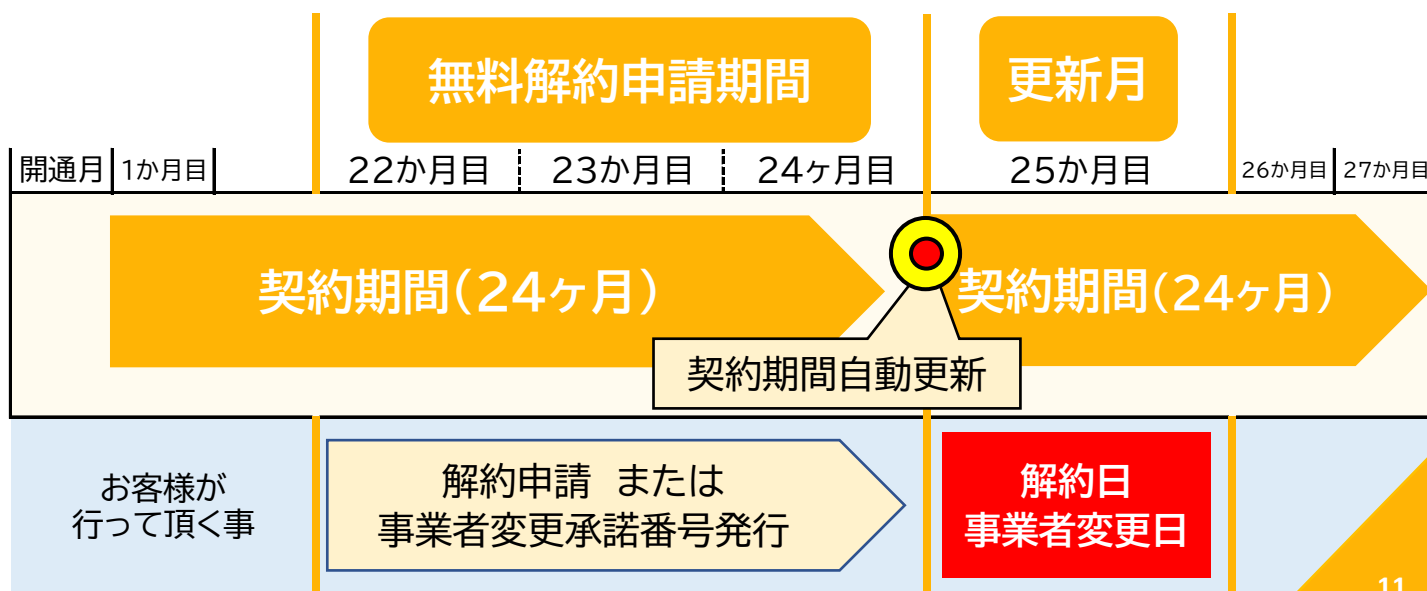 無料解約申請期間
更新月
開通月
1か月目
22か月目
23か月目
24ヶ月目
25か月目
26か月目
27か月目
契約期間(24ヶ月)
契約期間(24ヶ月)
契約期間自動更新
お客様が
行って頂く事
解約申請 または
事業者変更承諾番号発行
解約日
事業者変更日
11